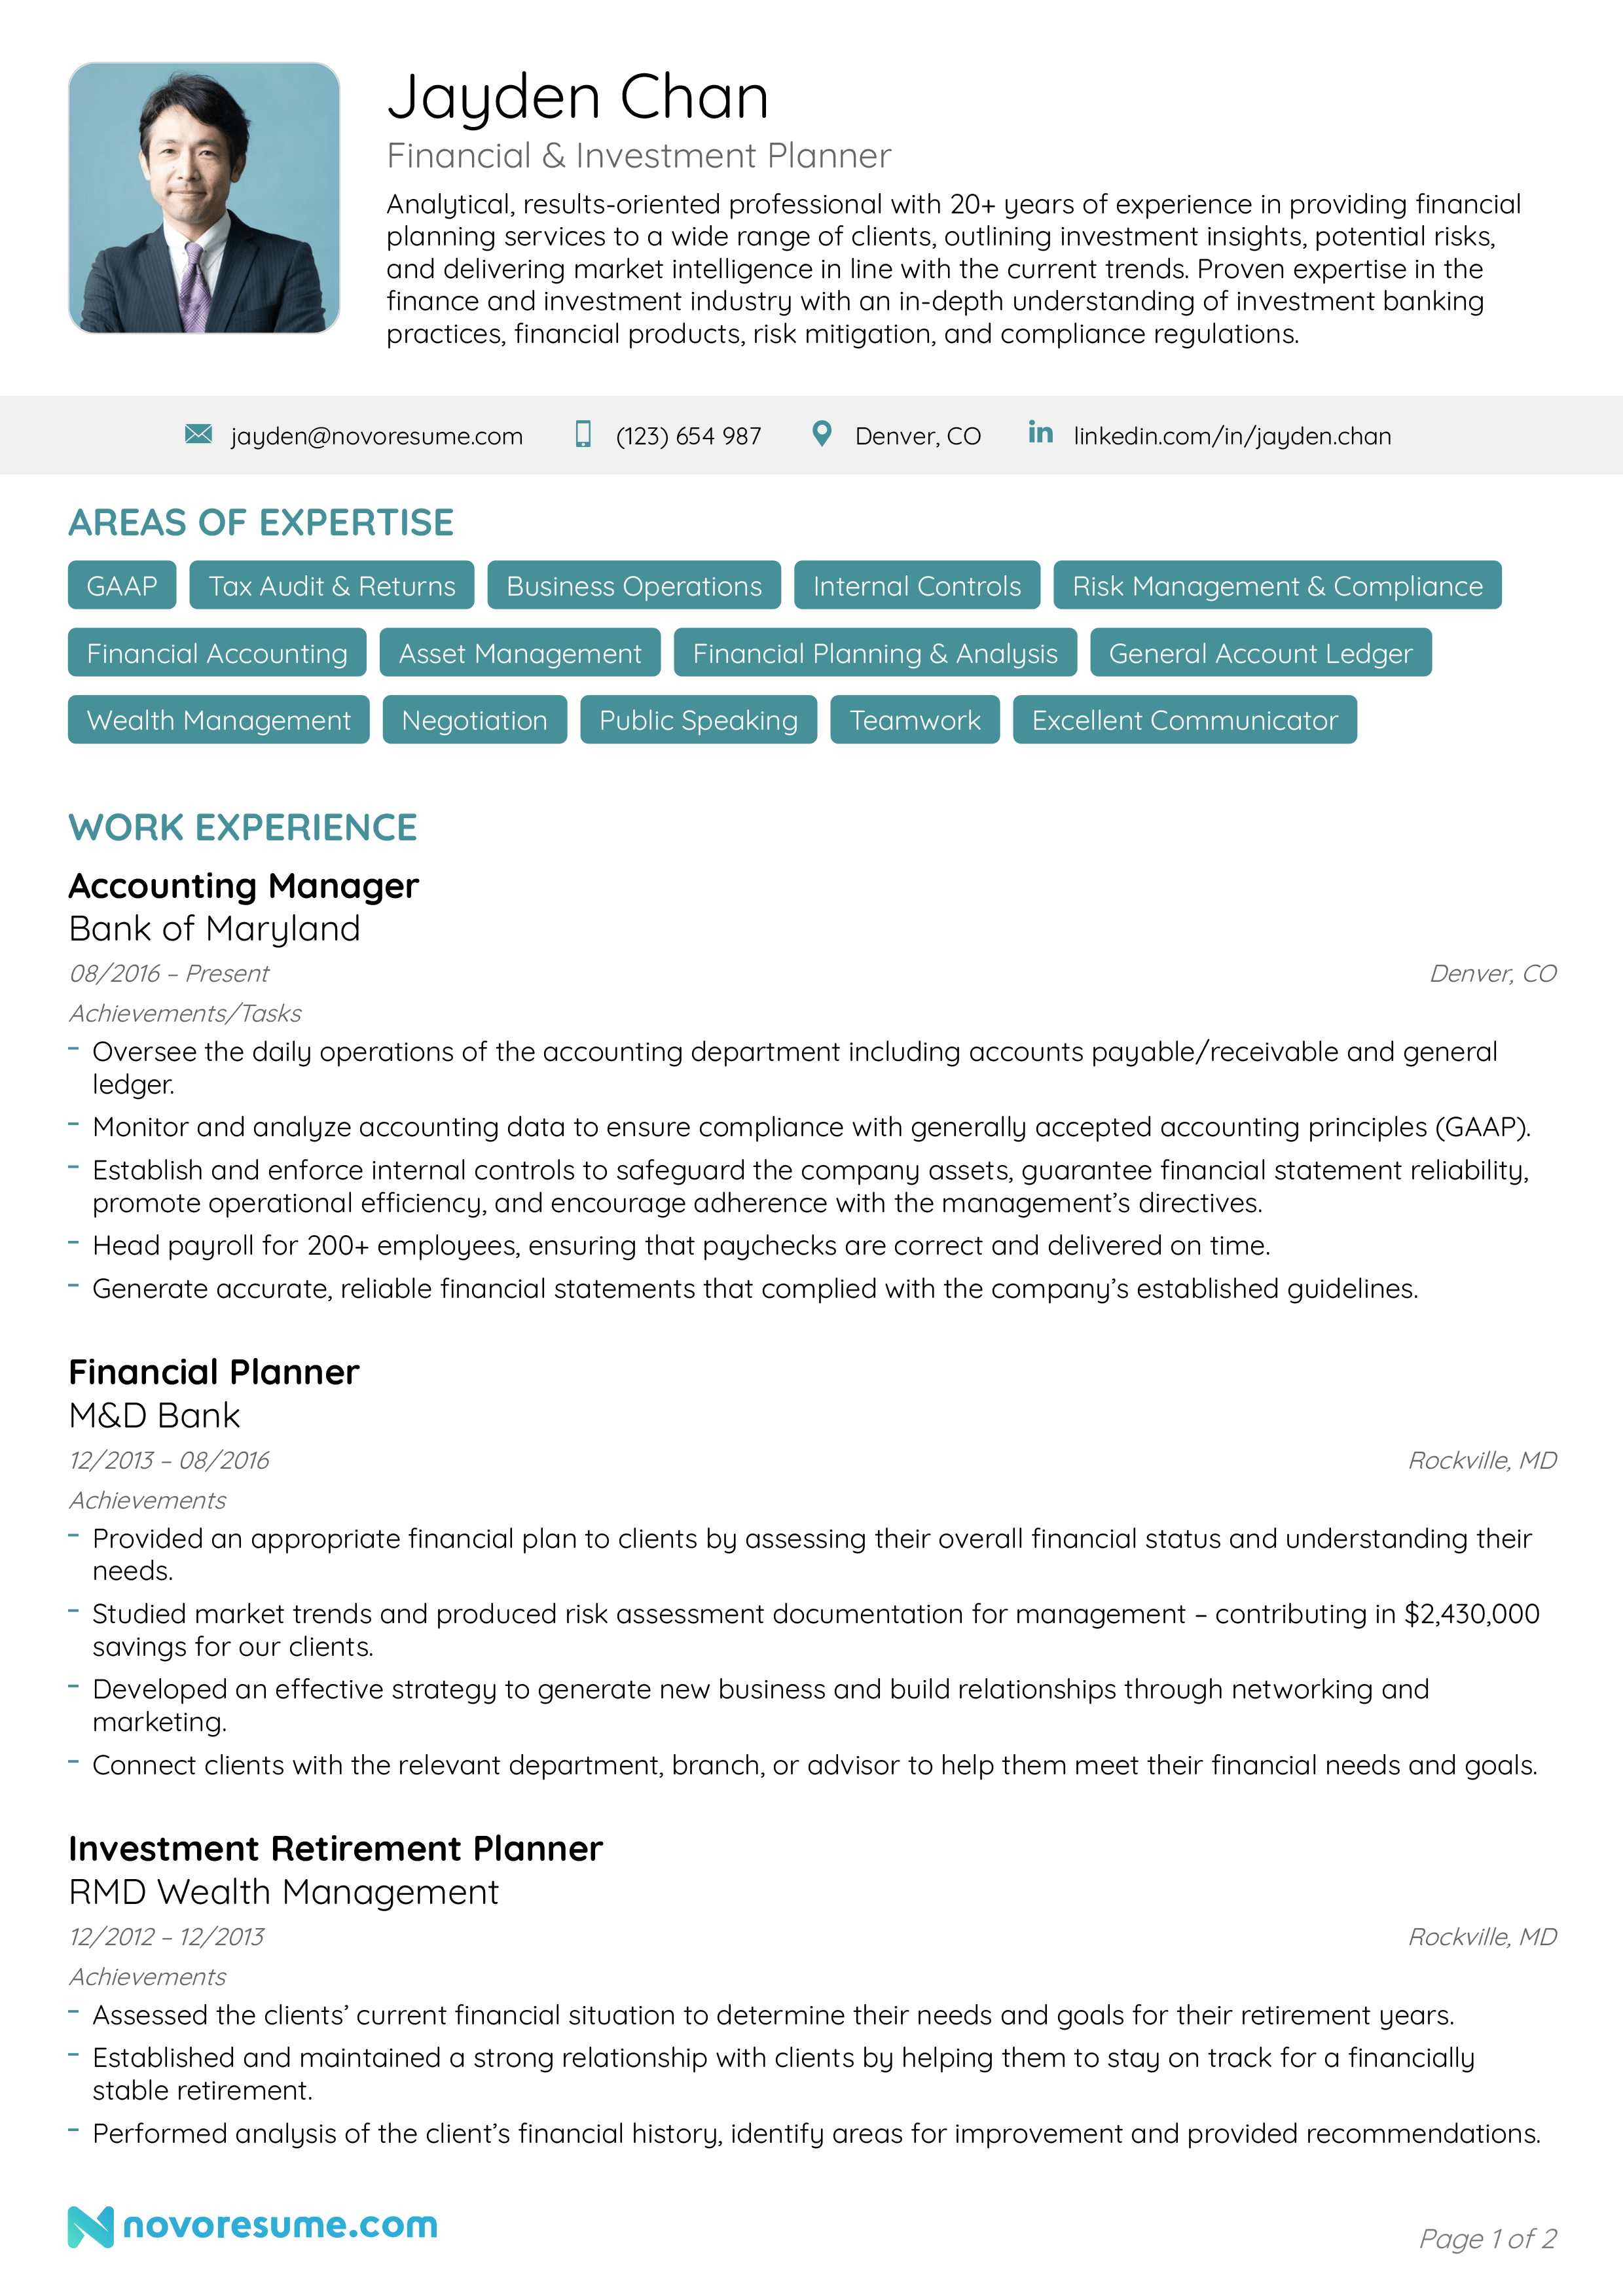 Jayden Chan
Financial & Investment Planner
Analytical, results-oriented professional with 20+ years of experience in providing financial
planning services to a wide range of clients, outlining investment insights, potential risks,
and delivering market intelligence in line with the current trends. Proven expertise in the
finance and investment industry with an in-depth understanding of investment banking
practices, financial products, risk mitigation, and compliance regulations.
jayden@novoresume.com (123) 654 987 Denver, CO linkedin.com/in/jayden.chan
AREAS OF EXPERTISE
GAAP Tax Audit & Returns Business Operations Internal Controls Risk Management & Compliance
Financial Accounting Asset Management Financial Planning & Analysis General Account Ledger
Wealth Management Negotiation Public Speaking Teamwork Excellent Communicator
WORK EXPERIENCE
Accounting Manager
Bank of Maryland
08/2016 – Present Denver, CO
Achievements/Tasks
– Oversee the daily operations of the accounting department including accounts payable/receivable and general
ledger.
– Monitor and analyze accounting data to ensure compliance with generally accepted accounting principles (GAAP).
– Establish and enforce internal controls to safeguard the company assets, guarantee financial statement reliability,
promote operational efficiency, and encourage adherence with the management’s directives.
– Head payroll for 200+ employees, ensuring that paychecks are correct and delivered on time.
– Generate accurate, reliable financial statements that complied with the company’s established guidelines.
Financial Planner
M&D Bank
12/2013 – 08/2016 Rockville, MD
Achievements
– Provided an appropriate financial plan to clients by assessing their overall financial status and understanding their
needs.
– Studied market trends and produced risk assessment documentation for management – contributing in $2,430,000
savings for our clients.
– Developed an effective strategy to generate new business and build relationships through networking and
marketing.
– Connect clients with the relevant department, branch, or advisor to help them meet their financial needs and goals.
Investment Retirement Planner
RMD Wealth Management
12/2012 – 12/2013 Rockville, MD
Achievements
– Assessed the clients’ current financial situation to determine their needs and goals for their retirement years.
– Established and maintained a strong relationship with clients by helping them to stay on track for a financially
stable retirement.
– Performed analysis of the client’s financial history, identify areas for improvement and provided recommendations.
novoresume.com
Page 1 of 2